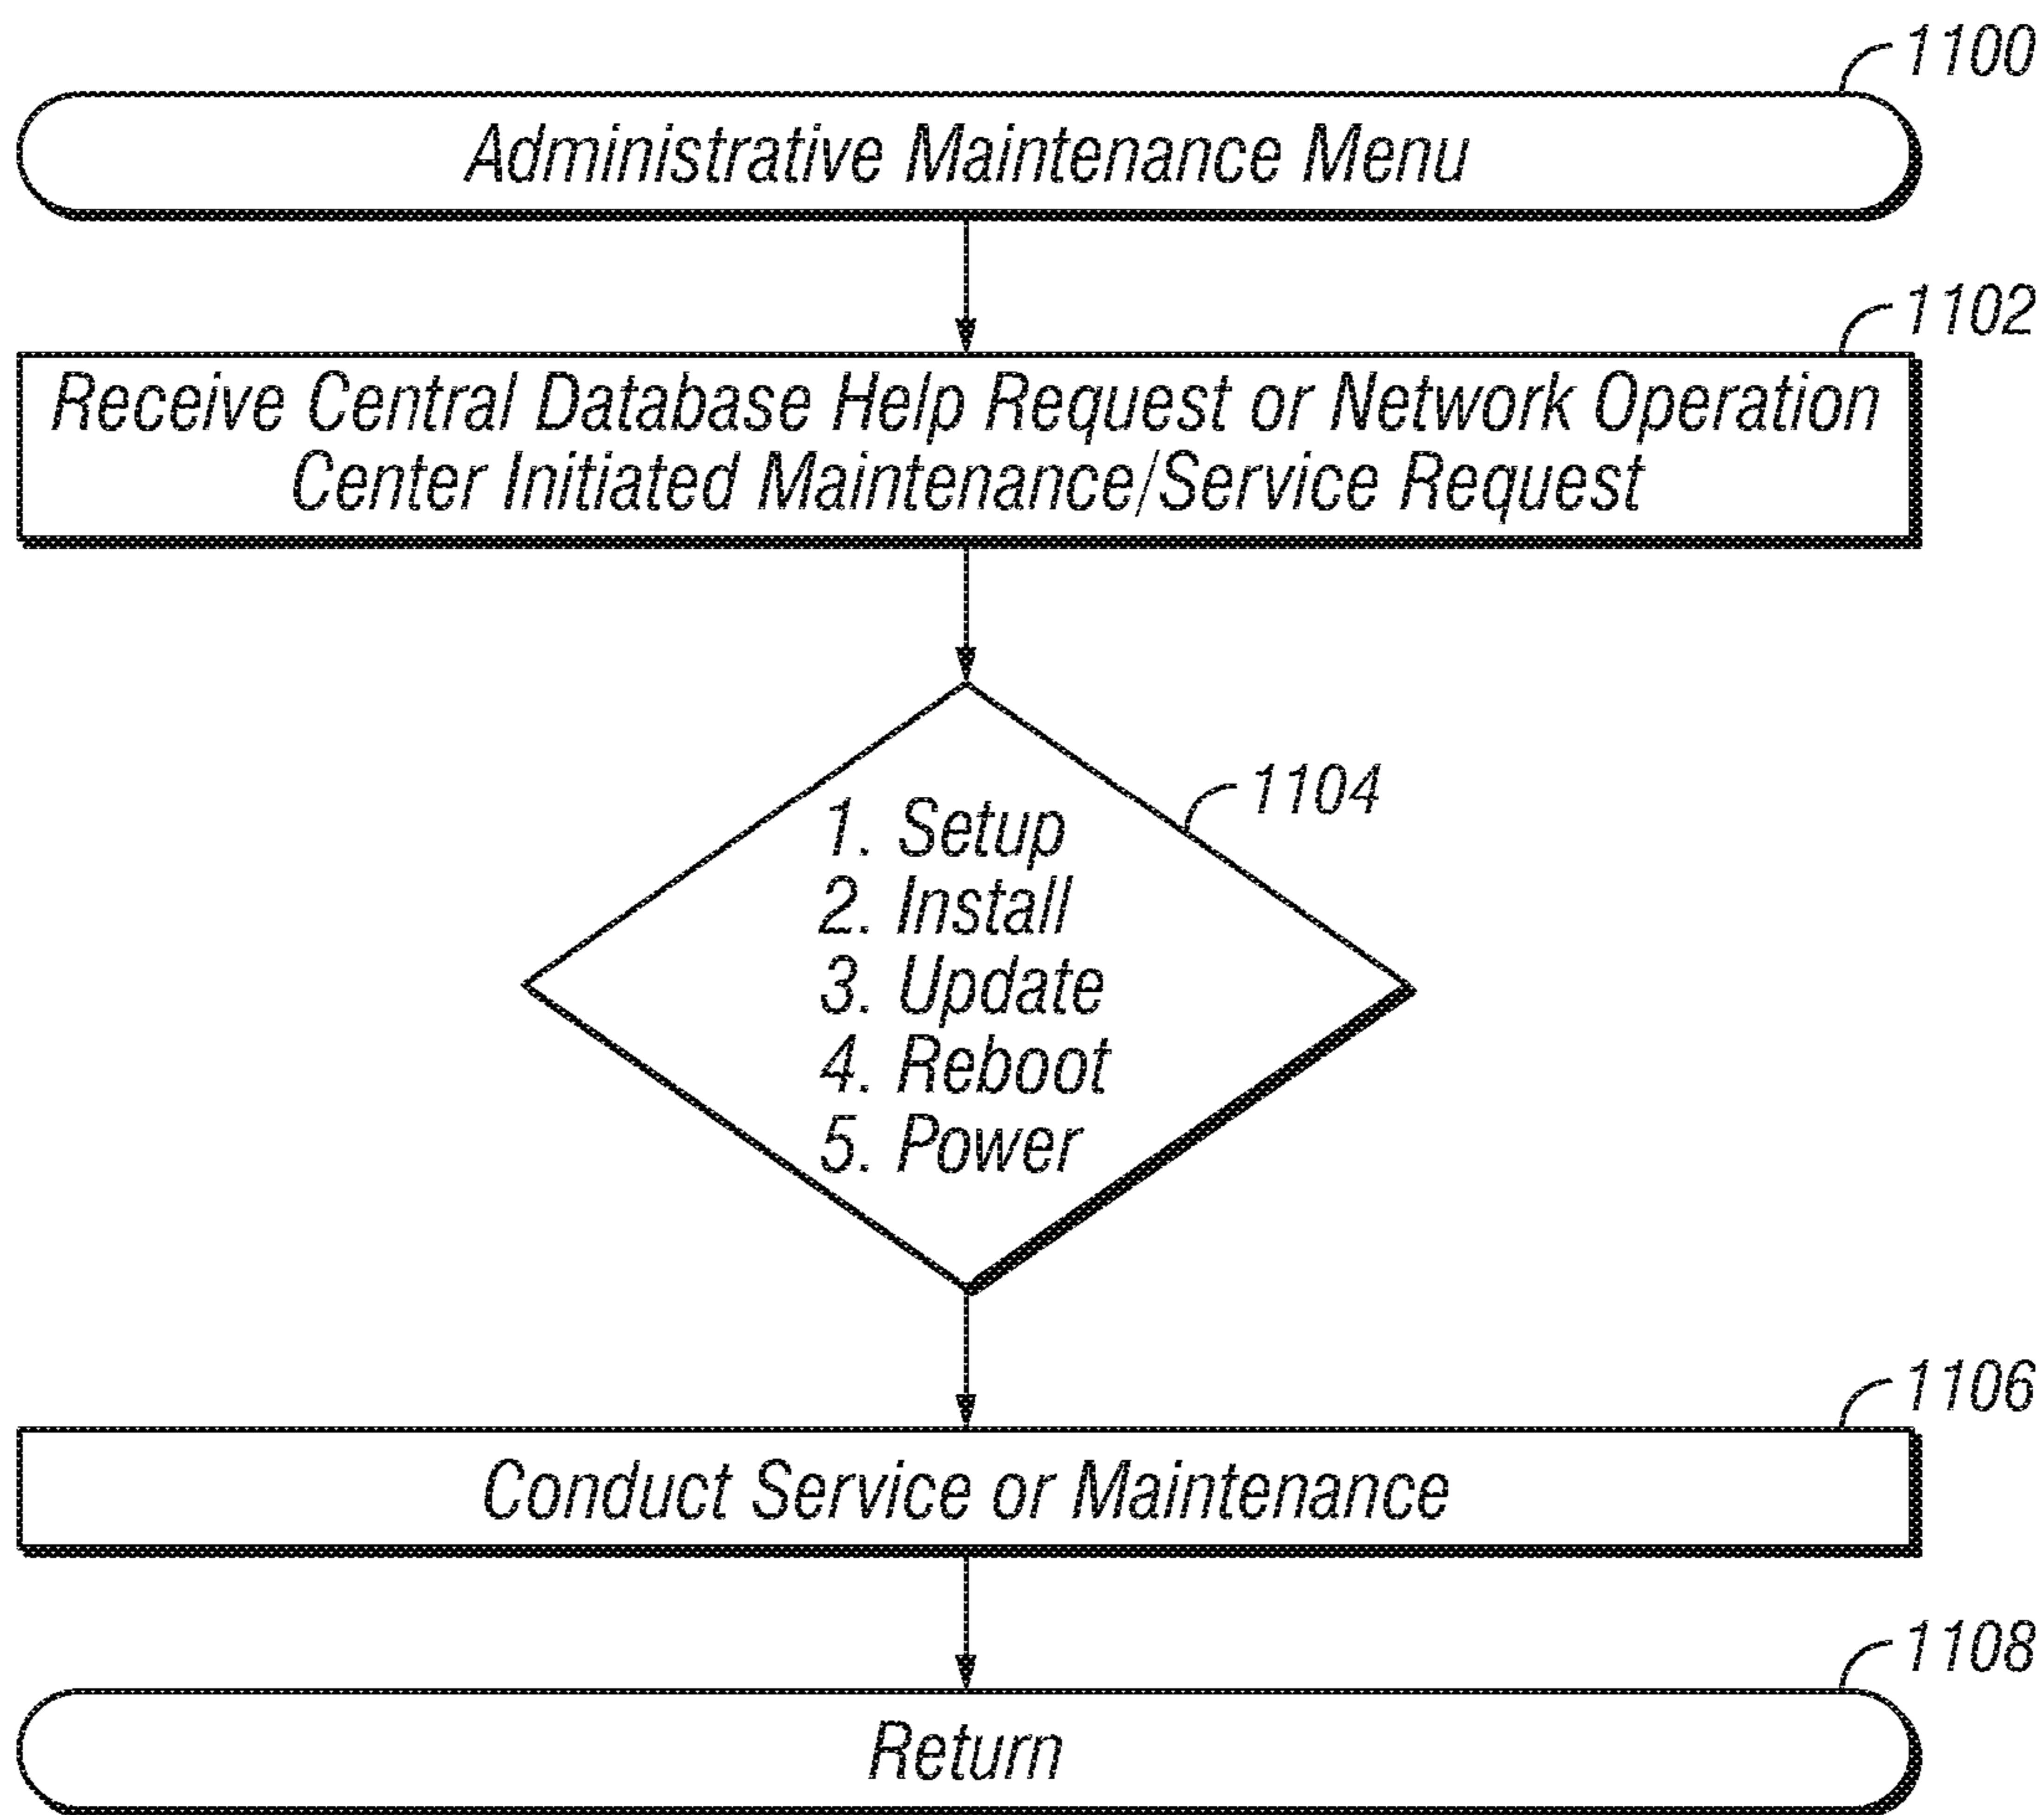 1100
Administrative Maintenance Menu
1102
Receive Central Database Help Request or Network Operation
Center Initiated Maintenance/Service Request
1104
1. Setup
2. Install
3. Update
4. Reboot
5. Power
1106
Conduct Service or Maintenance
1108
Return